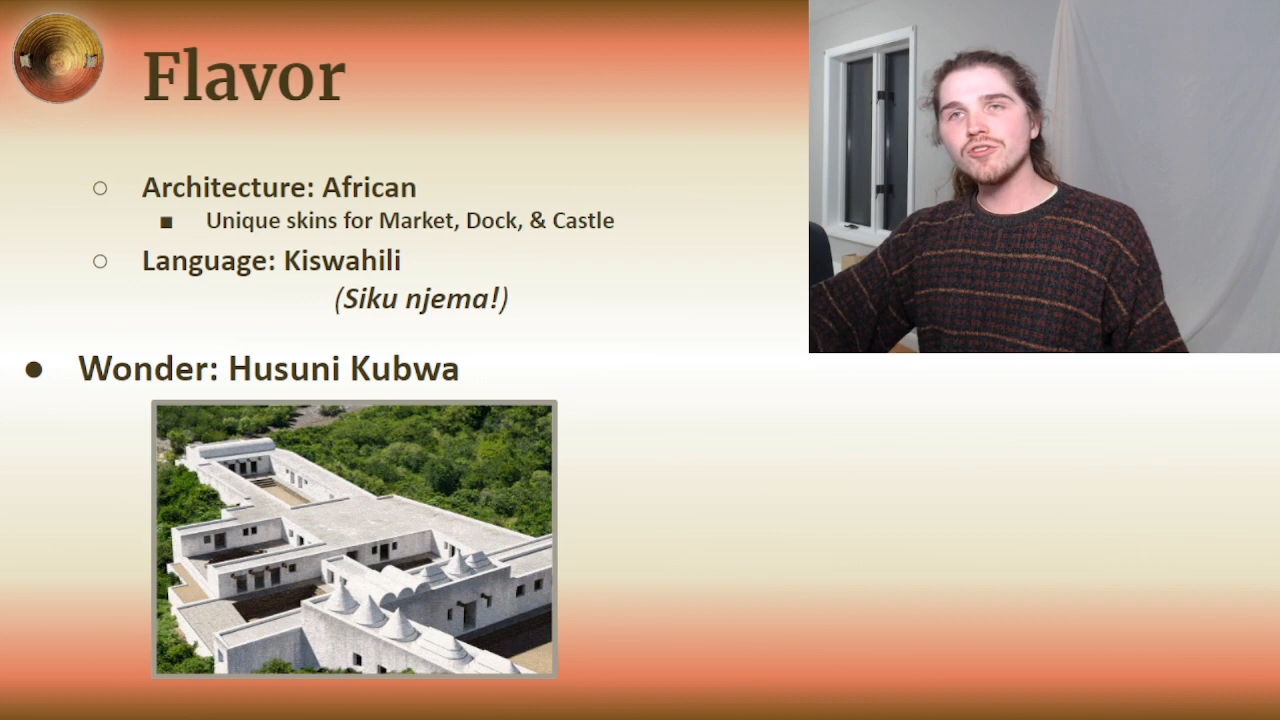 Flavor
○ Architecture: African
■ Unique skins for Market, Dock, & Castle
○ Language: Kiswahili
(Siku njema!)
● Wonder: Husuni Kubwa